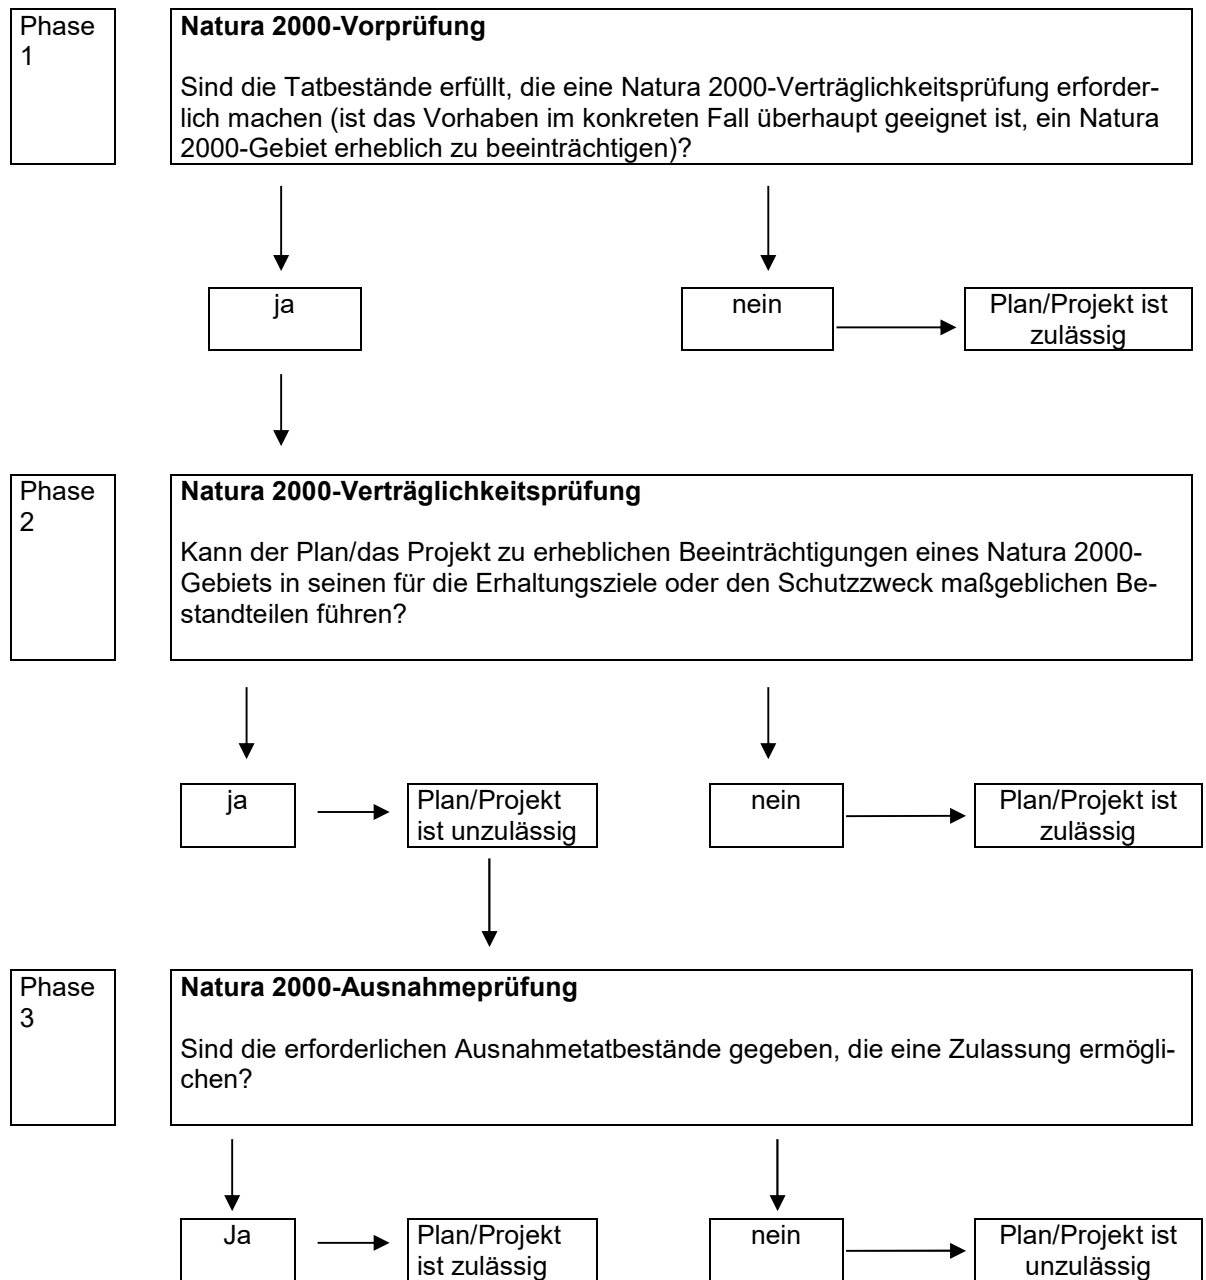 Phase
1
Natura 2000-Vorprüfung
Sind die Tatbestände erfüllt, die eine Natura 2000-Verträglichkeitsprüfung erforder-
lich machen (ist das Vorhaben im konkreten Fall überhaupt geeignet ist, ein Natura
2000-Gebiet erheblich zu beeinträchtigen)?
ja
nein
Plan/Projekt ist
zulässig
Phase
2
Natura 2000-Verträglichkeitsprüfung
Kann der Plan/das Projekt zu erheblichen Beeinträchtigungen eines Natura 2000-
Gebiets in seinen für die Erhaltungsziele oder den Schutzzweck maßgeblichen Be-
standteilen führen?
ja
Plan/Projekt
ist unzulässig
nein
Plan/Projekt ist
zulässig
Phase
3
Natura 2000-Ausnahmeprüfung
Sind die erforderlichen Ausnahmetatbestände gegeben, die eine Zulassung ermögli-
chen?
Ja
Plan/Projekt
ist zulässig
nein
Plan/Projekt ist
unzulässig